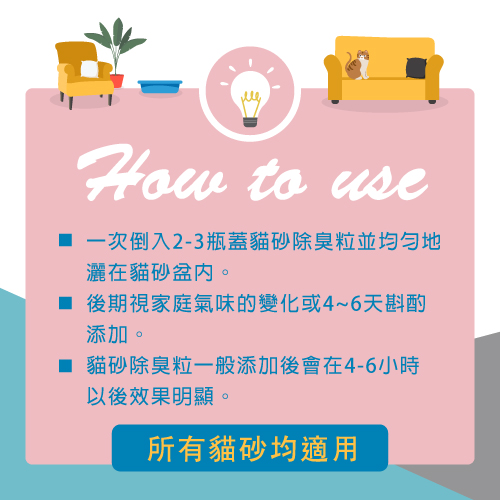 How to use
一次倒入2-3瓶蓋貓砂除臭粒並均勻地
灑在貓砂盆内。
後期視家庭氣味的變化或4~6天斟酌
添加。
貓砂除臭粒一般添加後會在4-6小時
以後效果明顯。
所有貓砂均適用